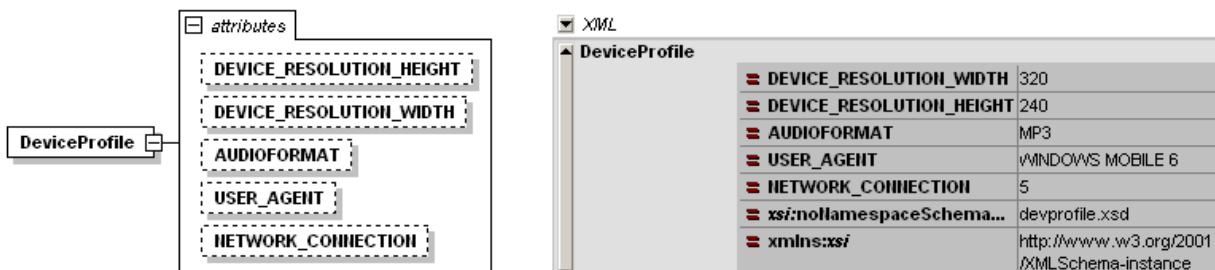 attributes
DEVICE_RESOLUTION_HEIGHT
DEVICE_RESOLUTION_WIDTH
DeviceProfile
AUDIOFORMAT
USER_AGENT
NETWORK_CONNECTION
XML
DeviceProfile
DEVICE_RESOLUTION_WIDTH 320
DEVICE_RESOLUTION_HEIGHT 240
AUDIOFORMAT MP3
USER_AGENT WINDOWS MOBILE 6
NETWORK_CONNECTION 5
xsi:noNamespaceSchema... devprofile.xsd
xmlns:xsi http://www.w3.org/2001
/XMLSchema-instance